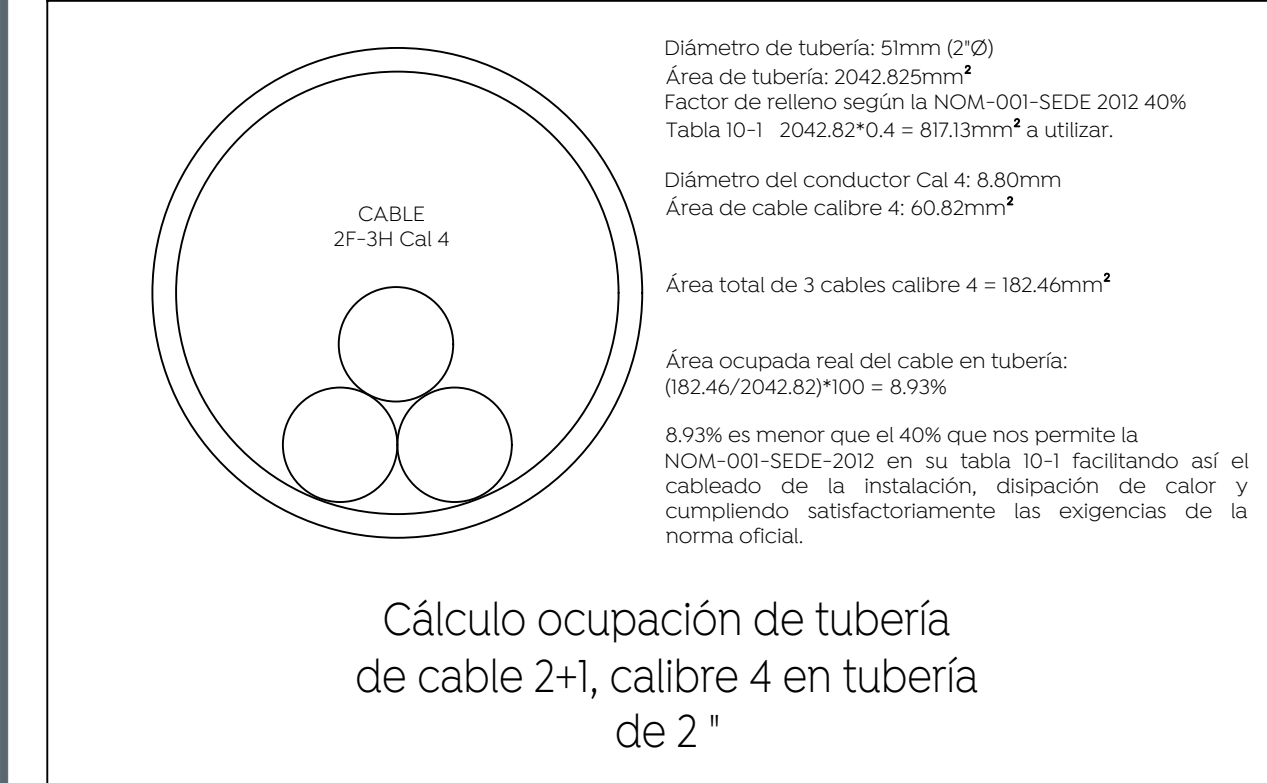 Diámetro de tubería: 51mm (2"Ø)
Área de tubería: 2042.825mm²
Factor de relleno según la NOM-001-SEDE 2012 40%
Tabla 10-1 2042.82*0.4 = 817.13mm² a utilizar.
Diámetro del conductor Cal 4: 8.80mm
Área de cable calibre 4: 60.82mm²
CABLE
2F-3H Cal 4
Área total de 3 cables calibre 4 = 182.46mm²
Área ocupada real del cable en tubería:
(182.46/2042.82)*100 = 8.93%
8.93% es menor que el 40% que nos permite la
NOM-001-SEDE-2012 en su tabla 10-1 facilitando así el
cableado de la instalación, disipación de calor y
cumpliendo satisfactoriamente las exigencias de la
norma oficial.
Cálculo ocupación de tubería
de cable 2+1, calibre 4 en tubería
de 2 "